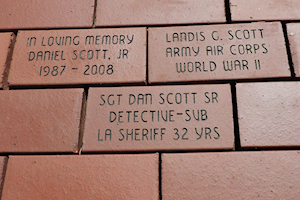 IN LOVING MEMORY
DANIEL SCOTT, JR
1987 - 2008
LANDIS G. SCOTT
ARMY AIR CORPS
WORLD WAR II
SGT DAN SCOTT SR
DETECTIVE-SUB
LA SHERIFF 32 YRS